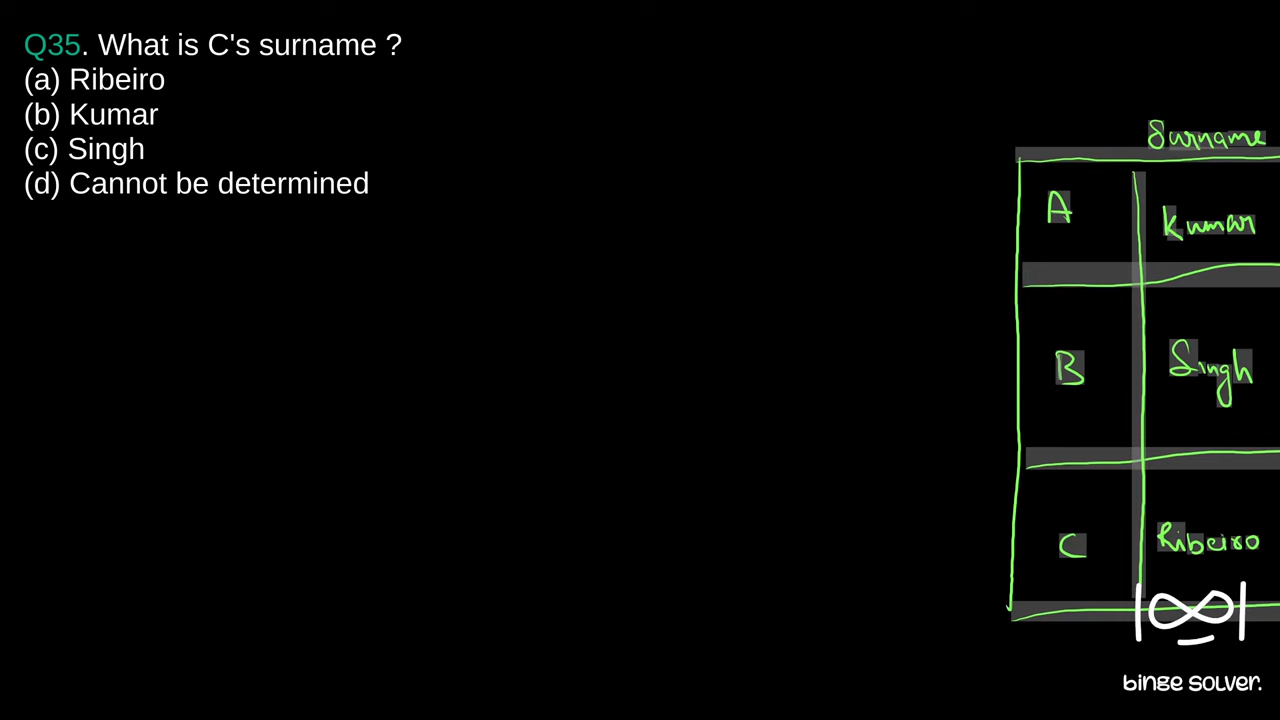 Q35. What is C's surname ?
(a) Ribeiro
(b) Kumar
(c) Singh
(d) Cannot be determined
Surname
A Kumar
B Singh
C Ribeiro
binge solver.